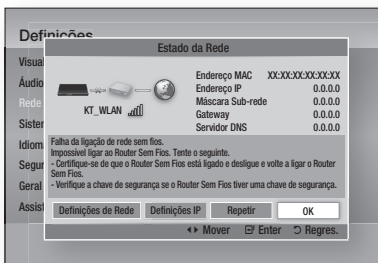 Definições
Estado da Rede
Visual
Áudio
Rede
Sister
Idiom
Segur
Geral
Assist
KT_WLAN
Endereço MAC XX:XX:XX:XX:XX:XX
Endereço IP 0.0.0.0
Máscara Sub-rede 0.0.0.0
Gateway 0.0.0.0
Servidor DNS 0.0.0.0
Falha da ligação de rede sem fios.
Impossível ligar ao Router Sem Fios. Tente o seguinte.
- Certifique-se de que o Router Sem Fios está ligado e desligue e volte a ligar o Router
Sem Fios.
- Verifique a chave de segurança se o Router Sem Fios tiver uma chave de segurança.
Definições de Rede Definições IP Repetir OK
Mover Enter Regres.